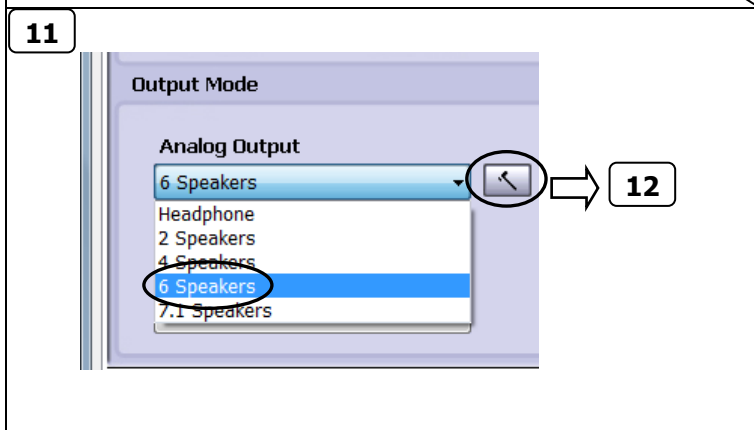 11
Output Mode
Analog Output
6 Speakers
12
Headphone
2 Speakers
4 Speakers
6 Speakers
7.1 Speakers